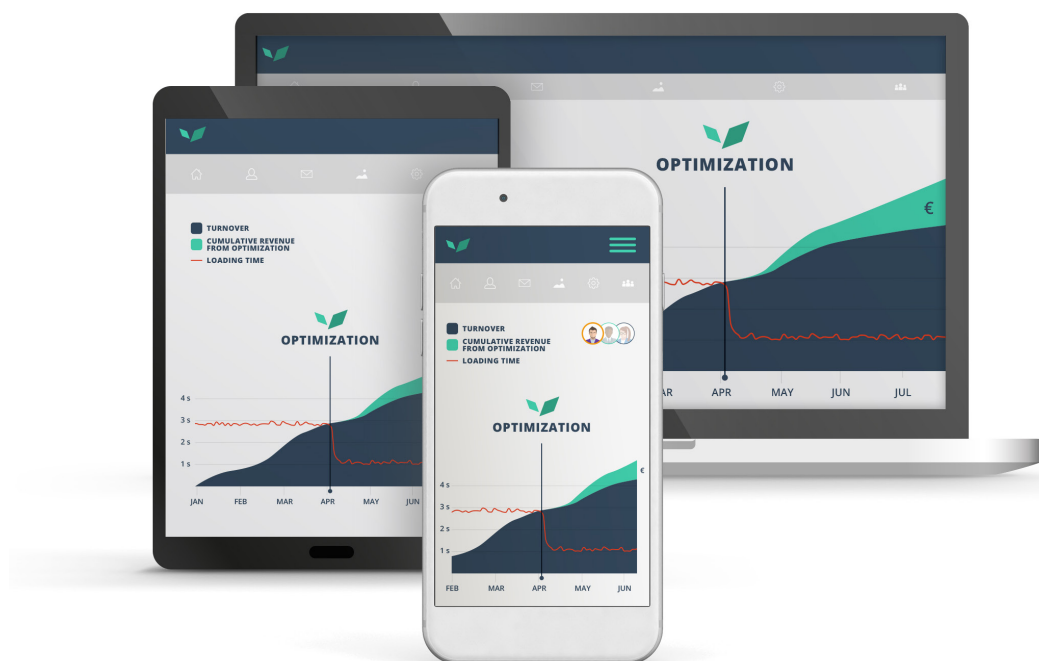 OPTIMIZATION
€
AR
APR
MAY
JUN
JUL
TURNOVER
CUMULATIVE REVENUE
FROM OPTIMIZATION
LOADING TIME
OPTIMIZATION
4 s
3 s
2 s
1 s
JAN
FEB
MAR
APR
MAY
JUN
TURNOVER
CUMULATIVE REVENUE
FROM OPTIMIZATION
LOADING TIME
OPTIMIZATION
€
4 s
3 s
2 s
1 s
FEB
MAR
APR
MAY
JUN